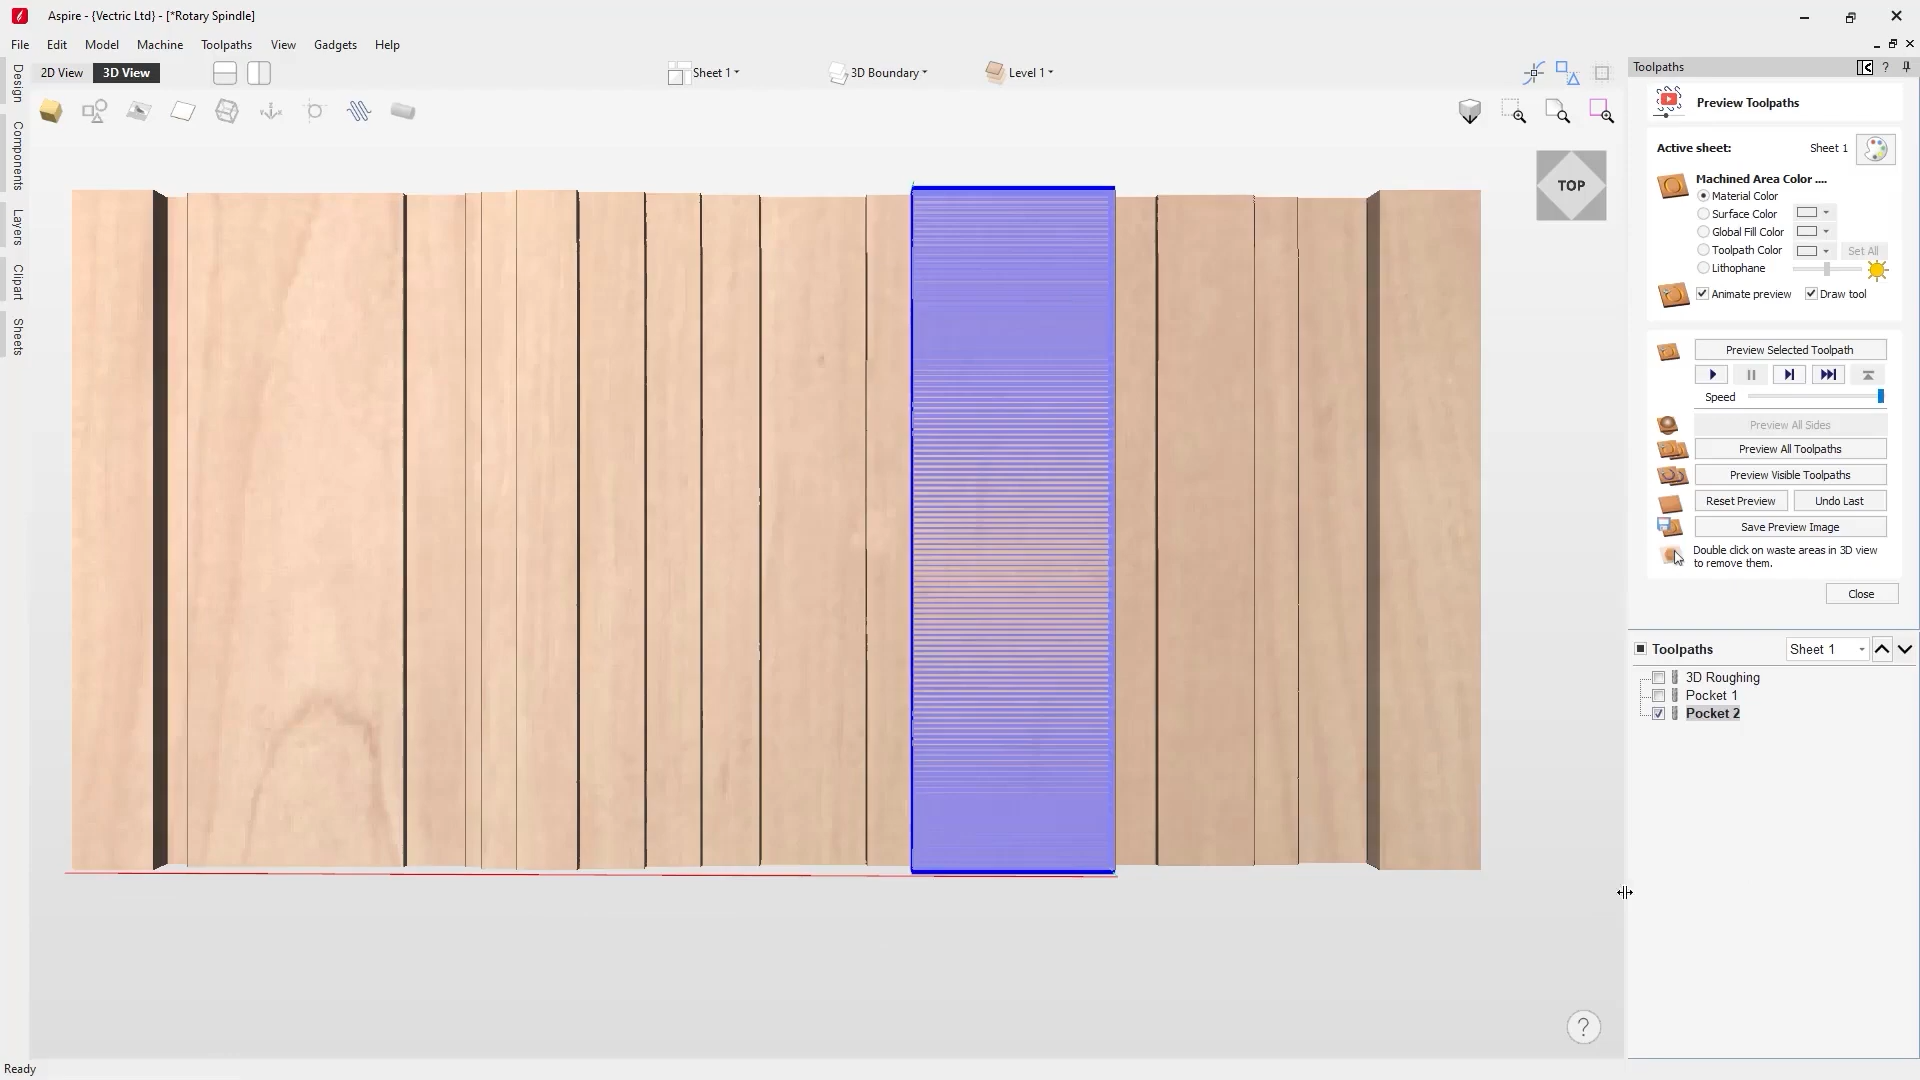 Aspire - {Vectric Ltd} - [*Rotary Spindle]
File Edit Model Machine Toolpaths View Gadgets Help
2D View 3D View Sheet 1 3D Boundary Level 1
Design
Components
Layers
Clipart
Sheets
TOP
Toolpaths
?
Preview Toolpaths
Active sheet: Sheet 1
Machined Area Color ....
Material Color
Surface Color
Global Fill Color
Toolpath Color Set All
Lithophane
Animate preview Draw tool
Preview Selected Toolpath
Speed
Preview All Sides
Preview All Toolpaths
Preview Visible Toolpaths
Reset Preview Undo Last
Save Preview Image
Double click on waste areas in 3D view
to remove them.
Close
Toolpaths Sheet 1
3D Roughing
Pocket 1
Pocket 2
?
Ready